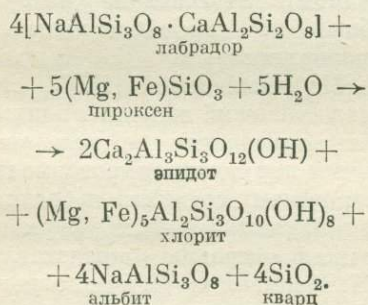 4[NaAlSi₃O₈ · CaAl₂Si₂O₈] +
лабрадор
+ 5(Mg, Fe)SiO₃ + 5H₂O →
пироксен
→ 2Ca₂Al₃Si₃O₁₂(OH) +
эпидот
+ (Mg, Fe)₅Al₂Si₃O₁₀(OH)₈ +
хлорит
+ 4NaAlSi₃O₈ + 4SiO₂.
альбит кварц